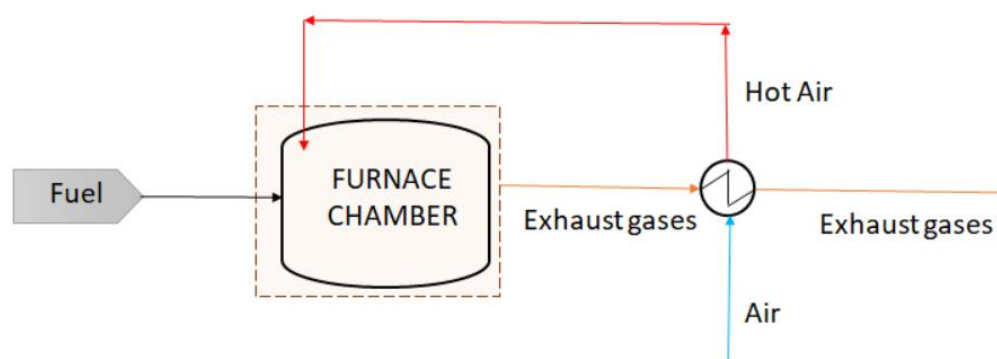 Hot Air
Fuel
FURNACE
CHAMBER
Exhaust gases
Exhaust gases
Air